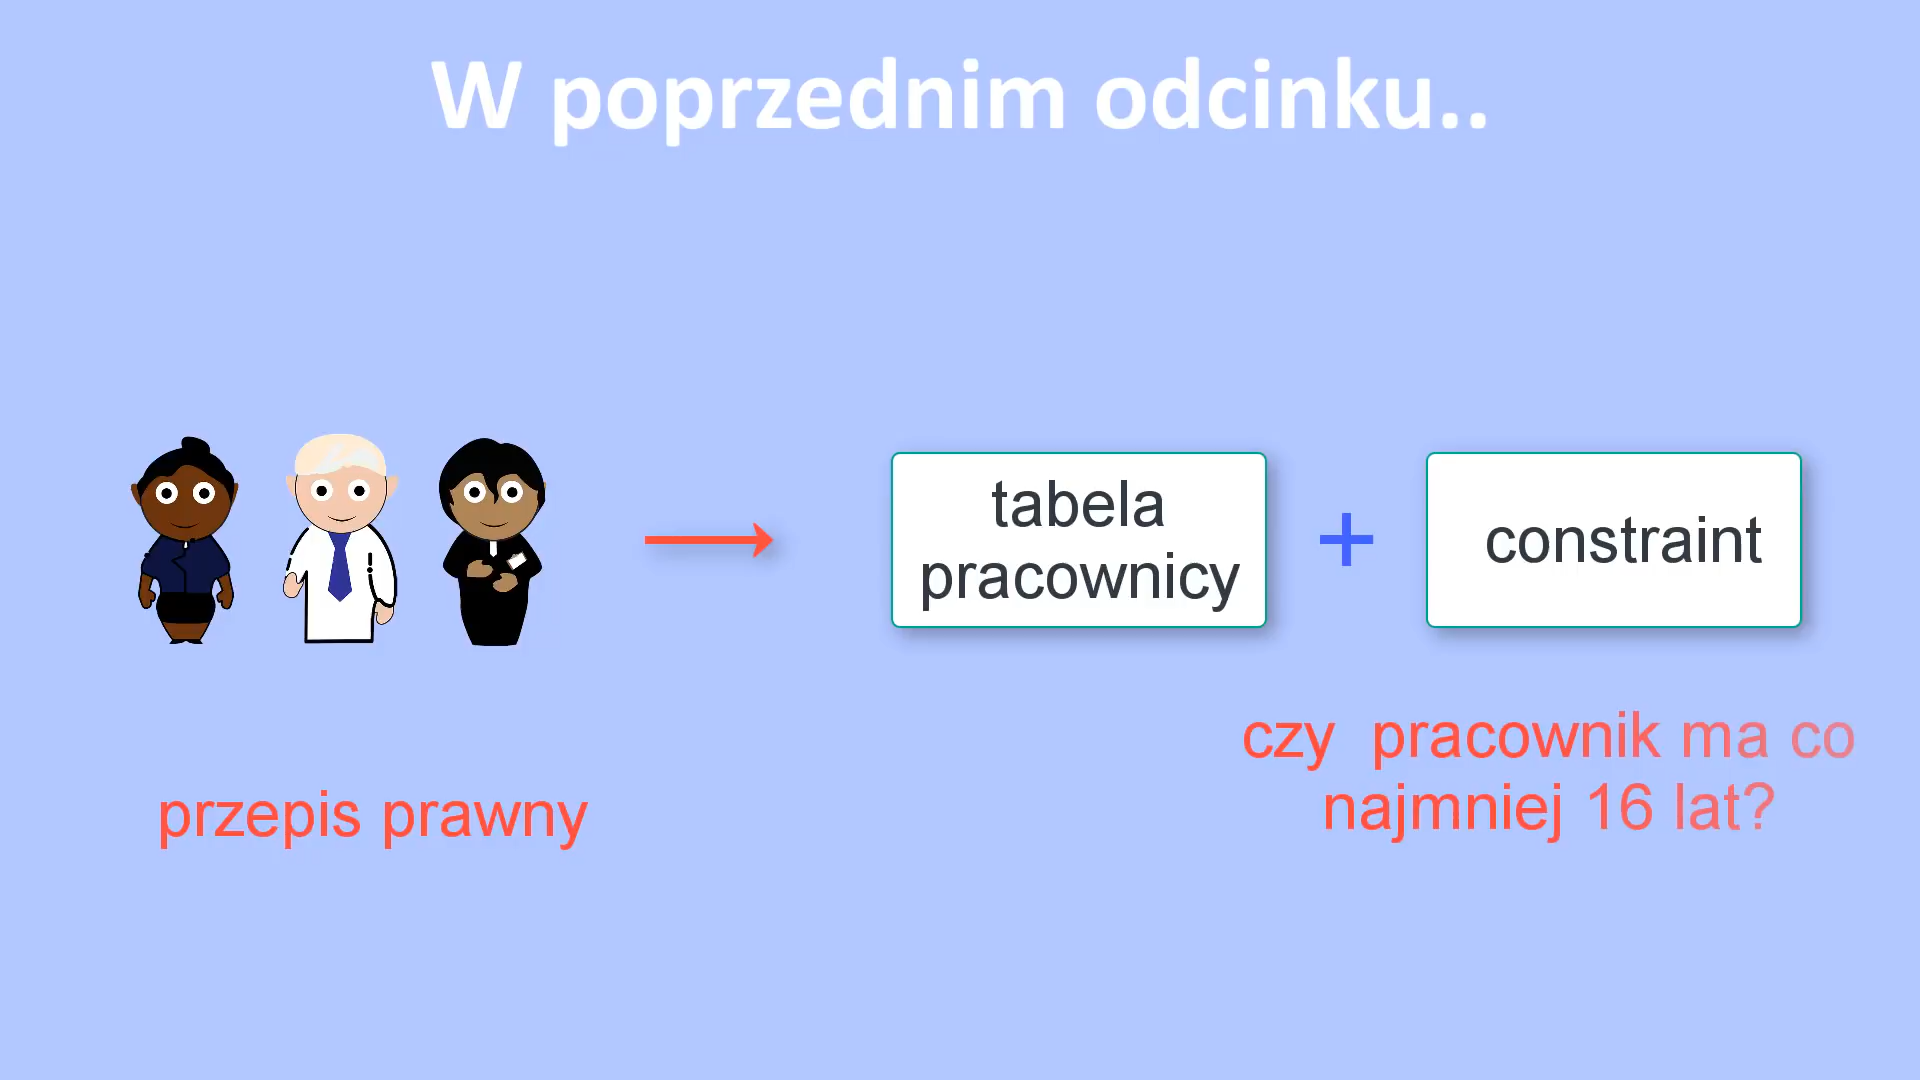 W poprzednim odcinku..
tabela
pracownicy
+
constraint
czy pracownik ma co
najmniej 16 lat?
przepis prawny